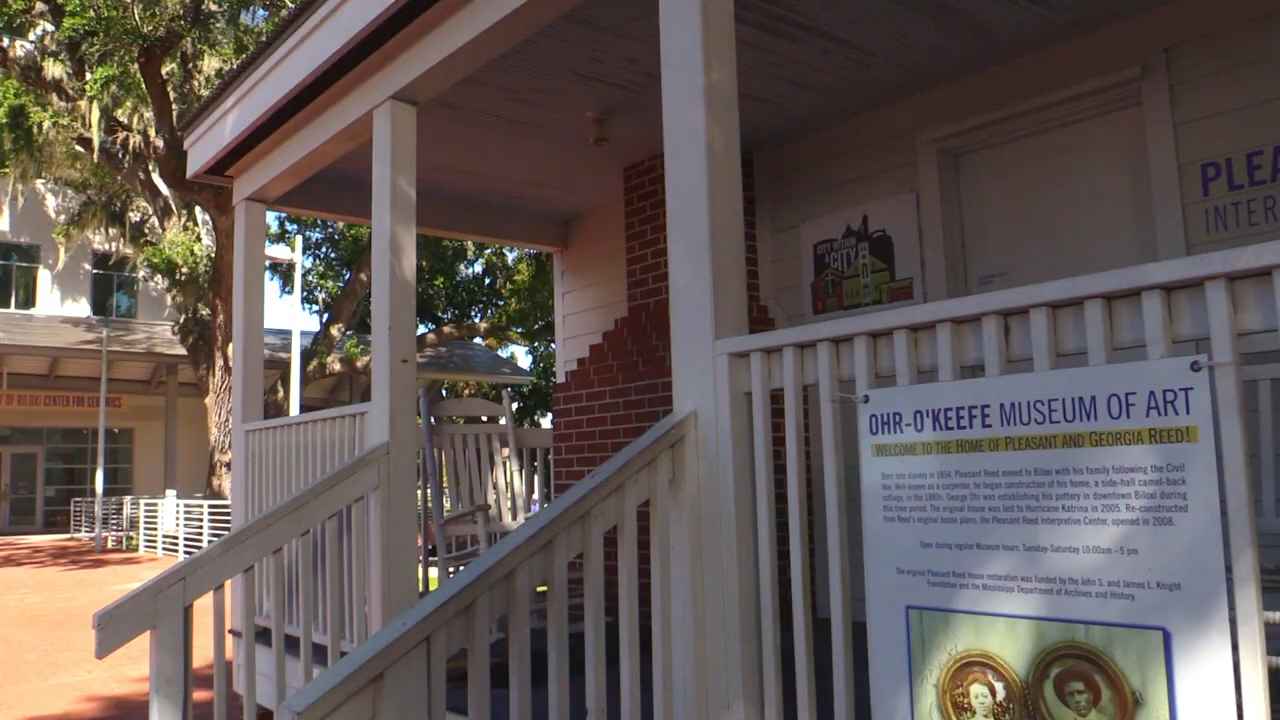 CITY WITHIN
A CITY
PLEA
INTER
Y OF BILOXI CENTER FOR CERAMICS
OHR-O'KEEFE MUSEUM OF ART
WELCOME TO THE HOME OF PLEASANT AND GEORGIA REED!
Born into slavery in 1854, Pleasant Reed moved to Biloxi with his family following the Civil
War. Well-known as a carpenter, he began construction of his home, a side-hall camel-back
cottage, in the 1880s. George Ohr was establishing his pottery in downtown Biloxi during
this time period. The original house was lost to Hurricane Katrina in 2005. Re-constructed
from Reed's original house plans, the Pleasant Reed Interpretive Center, opened in 2008.
Open during regular Museum hours. Tuesday-Saturday 10:00am - 5 pm
The original Pleasant Reed House restoration was funded by the John S. and James L. Knight
Foundation and the Mississippi Department of Archives and History.